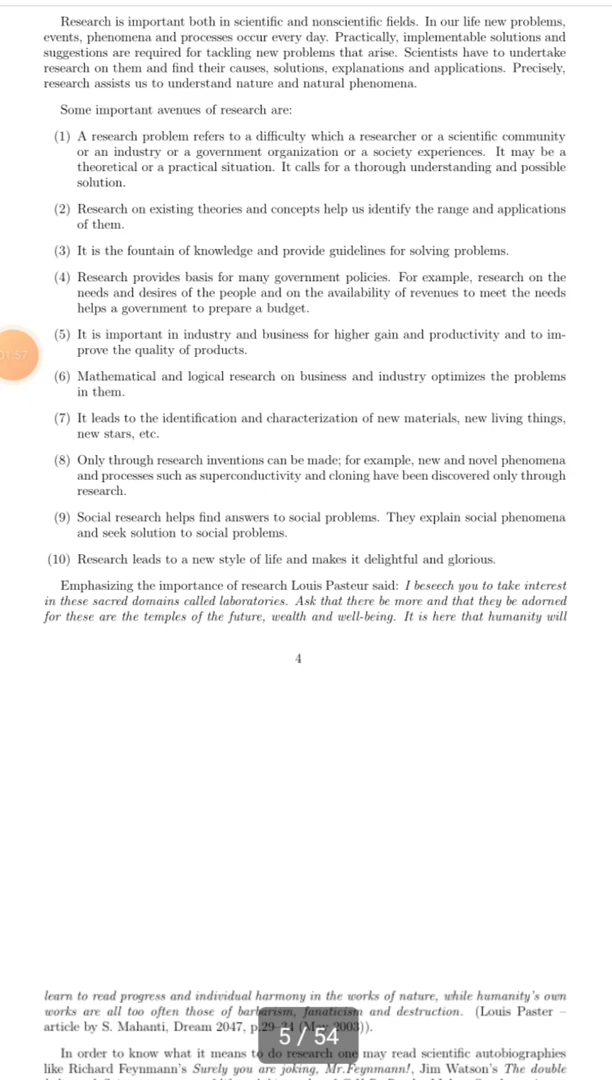 Research is important both in scientific and nonscientific fields. In our life new problems,
events, phenomena and processes occur every day. Practically, implementable solutions and
suggestions are required for tackling new problems that arise. Scientists have to undertake
research on them and find their causes, solutions, explanations and applications. Precisely,
research assists us to understand nature and natural phenomena.
Some important avenues of research are:
(1) A research problem refers to a difficulty which a researcher or a scientific community
or an industry or a government organization or a society experiences. It may be a
theoretical or a practical situation. It calls for a thorough understanding and possible
solution.
(2) Research on existing theories and concepts help us identify the range and applications
of them.
(3) It is the fountain of knowledge and provide guidelines for solving problems.
(4) Research provides basis for many government policies. For example, research on the
needs and desires of the people and on the availability of revenues to meet the needs
helps a government to prepare a budget.
(5) It is important in industry and business for higher gain and productivity and to im-
prove the quality of products.
01:57
(6) Mathematical and logical research on business and industry optimizes the problems
in them.
(7) It leads to the identification and characterization of new materials, new living things,
new stars, etc.
(8) Only through research inventions can be made; for example, new and novel phenomena
and processes such as superconductivity and cloning have been discovered only through
research.
(9) Social research helps find answers to social problems. They explain social phenomena
and seek solution to social problems.
(10) Research leads to a new style of life and makes it delightful and glorious.
Emphasizing the importance of research Louis Pasteur said: I beseech you to take interest
in these sacred domains called laboratories. Ask that there be more and that they be adorned
for these are the temples of the future, wealth and well-being. It is here that humanity will
4
learn to read progress and individual harmony in the works of nature, while humanity's own
works are all too often those of barbarism, fanaticism and destruction. (Louis Paster –
article by S. Mahanti, Dream 2047, p.29–34 (May 2003)).
5 / 54
In order to know what it means to do research one may read scientific autobiographies
like Richard Feynmann's Surely you are joking, Mr.Feynmann!, Jim Watson's The double